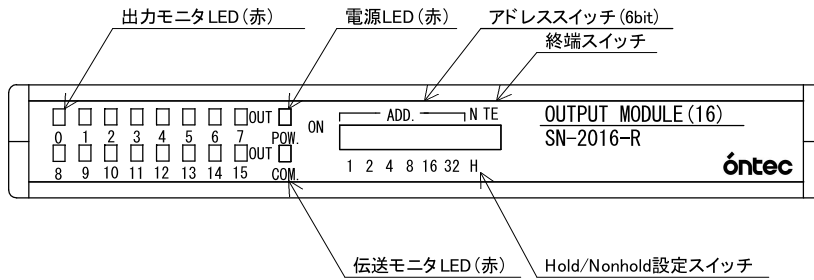 出力モニタLED(赤)
電源LED(赤)
アドレススイッチ(6bit)
終端スイッチ
0 1 2 3 4 5 6 7 OUT POW.
8 9 10 11 12 13 14 15 OUT COM.
ON
ADD. N TE
1 2 4 8 16 32 H
OUTPUT MODULE(16)
SN-2016-R
óntec
伝送モニタLED(赤)
Hold/Nonhold設定スイッチ